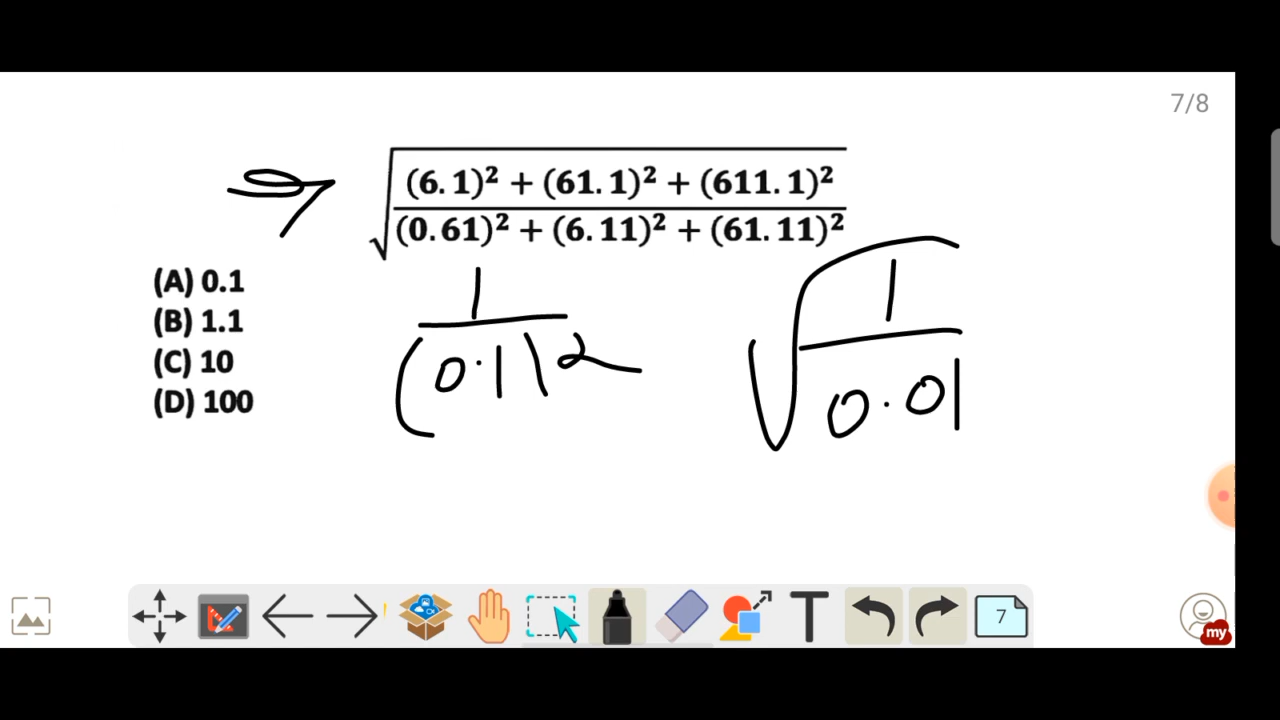 7/8
√((6.1)² + (61.1)² + (611.1)²
(0.61)² + (6.11)² + (61.11)²)
(A) 0.1
(B) 1.1
(C) 10
(D) 100
1
(0.1)2
√1
0.01
T
7
my